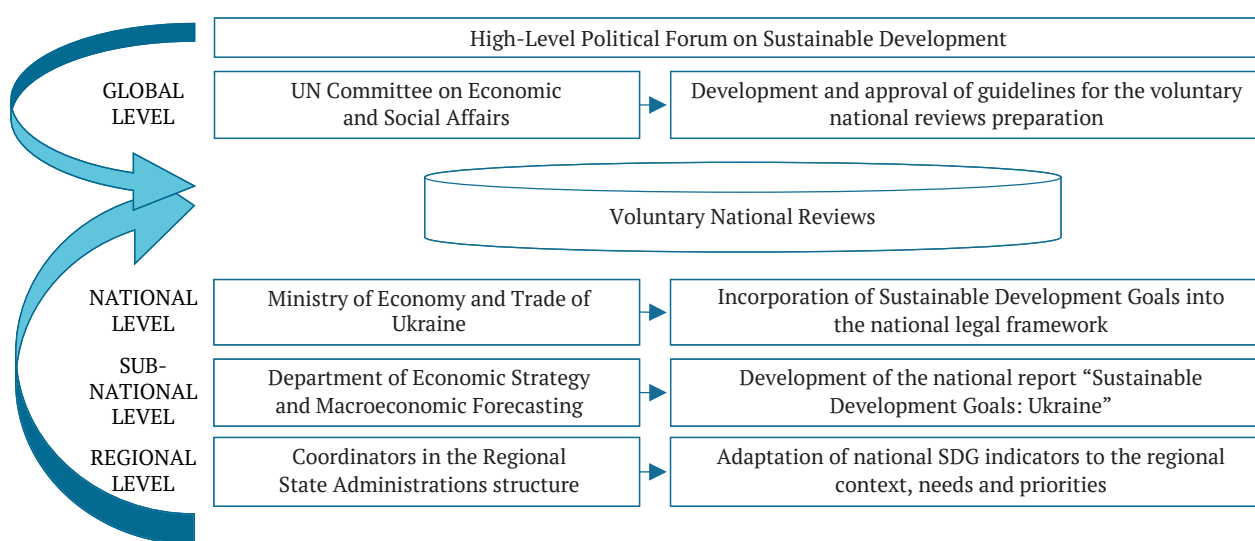 High-Level Political Forum on Sustainable Development
GLOBAL
LEVEL
UN Committee on Economic
and Social Affairs
Development and approval of guidelines for the voluntary
national reviews preparation
Voluntary National Reviews
NATIONAL
LEVEL
Ministry of Economy and Trade of
Ukraine
Incorporation of Sustainable Development Goals into
the national legal framework
SUB-
NATIONAL
LEVEL
Department of Economic Strategy
and Macroeconomic Forecasting
Development of the national report “Sustainable
Development Goals: Ukraine”
REGIONAL
LEVEL
Coordinators in the Regional
State Administrations structure
Adaptation of national SDG indicators to the regional
context, needs and priorities